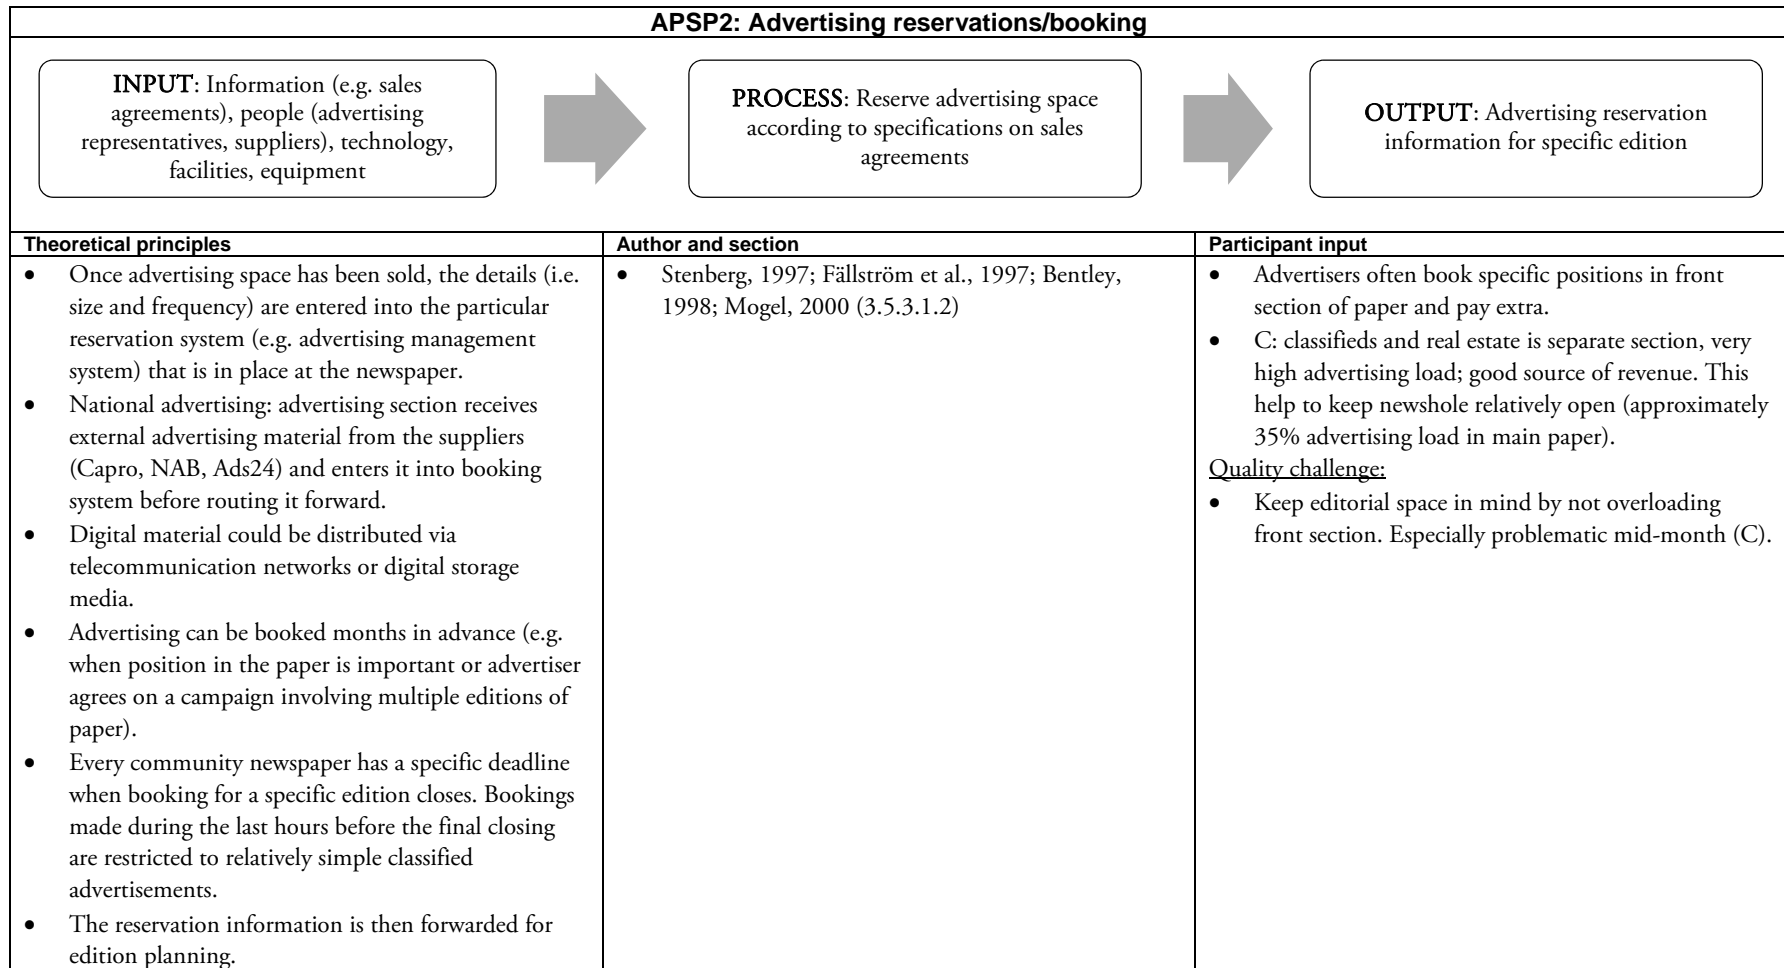 APSP2: Advertising reservations/booking
INPUT: Information (e.g. sales
agreements), people (advertising
representatives, suppliers), technology,
facilities, equipment
PROCESS: Reserve advertising space
according to specifications on sales
agreements
OUTPUT: Advertising reservation
information for specific edition
Theoretical principles
• Once advertising space has been sold, the details (i.e.
size and frequency) are entered into the particular
reservation system (e.g. advertising management
system) that is in place at the newspaper.
• National advertising: advertising section receives
external advertising material from the suppliers
(Capro, NAB, Ads24) and enters it into booking
system before routing it forward.
• Digital material could be distributed via
telecommunication networks or digital storage
media.
• Advertising can be booked months in advance (e.g.
when position in the paper is important or advertiser
agrees on a campaign involving multiple editions of
paper).
• Every community newspaper has a specific deadline
when booking for a specific edition closes. Bookings
made during the last hours before the final closing
are restricted to relatively simple classified
advertisements.
• The reservation information is then forwarded for
edition planning.
Author and section
• Stenberg, 1997; Fällström et al., 1997; Bentley,
1998; Mogel, 2000 (3.5.3.1.2)
Participant input
• Advertisers often book specific positions in front
section of paper and pay extra.
• C: classifieds and real estate is separate section, very
high advertising load; good source of revenue. This
help to keep newshole relatively open (approximately
35% advertising load in main paper).
Quality challenge:
• Keep editorial space in mind by not overloading
front section. Especially problematic mid-month (C).